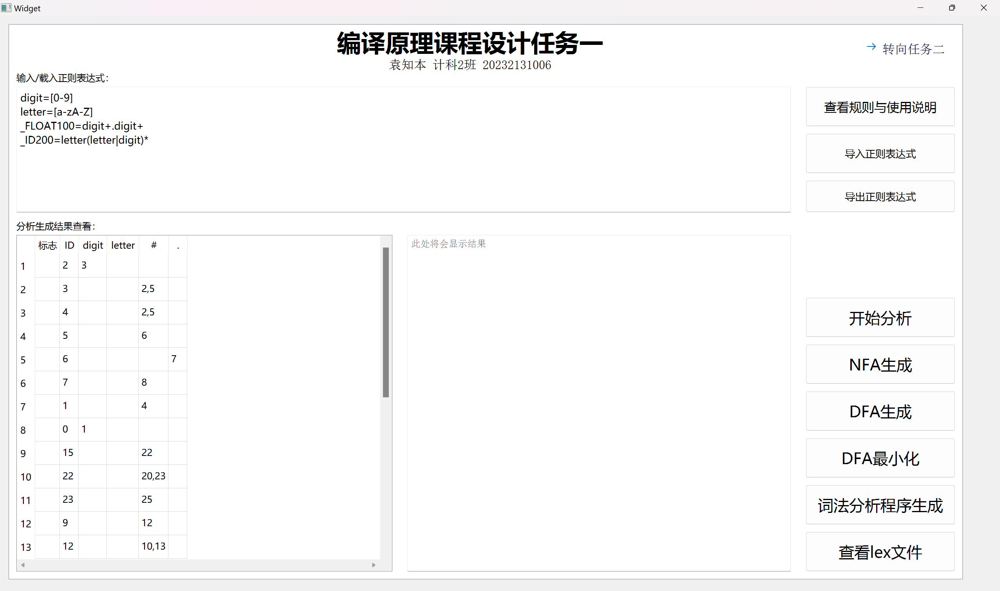 Widget
编译原理课程设计任务一
转向任务二
袁知本 计科2班 20232131006
输入/载入正则表达式：
digit=[0-9]
letter=[a-zA-Z]
_FLOAT100=digit+.digit+
_ID200=letter(letter|digit)*
查看规则与使用说明
导入正则表达式
导出正则表达式
分析生成结果查看：
标志 ID digit letter # .
1 2 3
2 3 2,5
3 4 2,5
4 5 6
5 6 7
6 7 8
7 1 4
8 0 1
9 15 22
10 22 20,23
11 23 25
12 9 12
13 12 10,13
此处将会显示结果
开始分析
NFA生成
DFA生成
DFA最小化
词法分析程序生成
查看lex文件